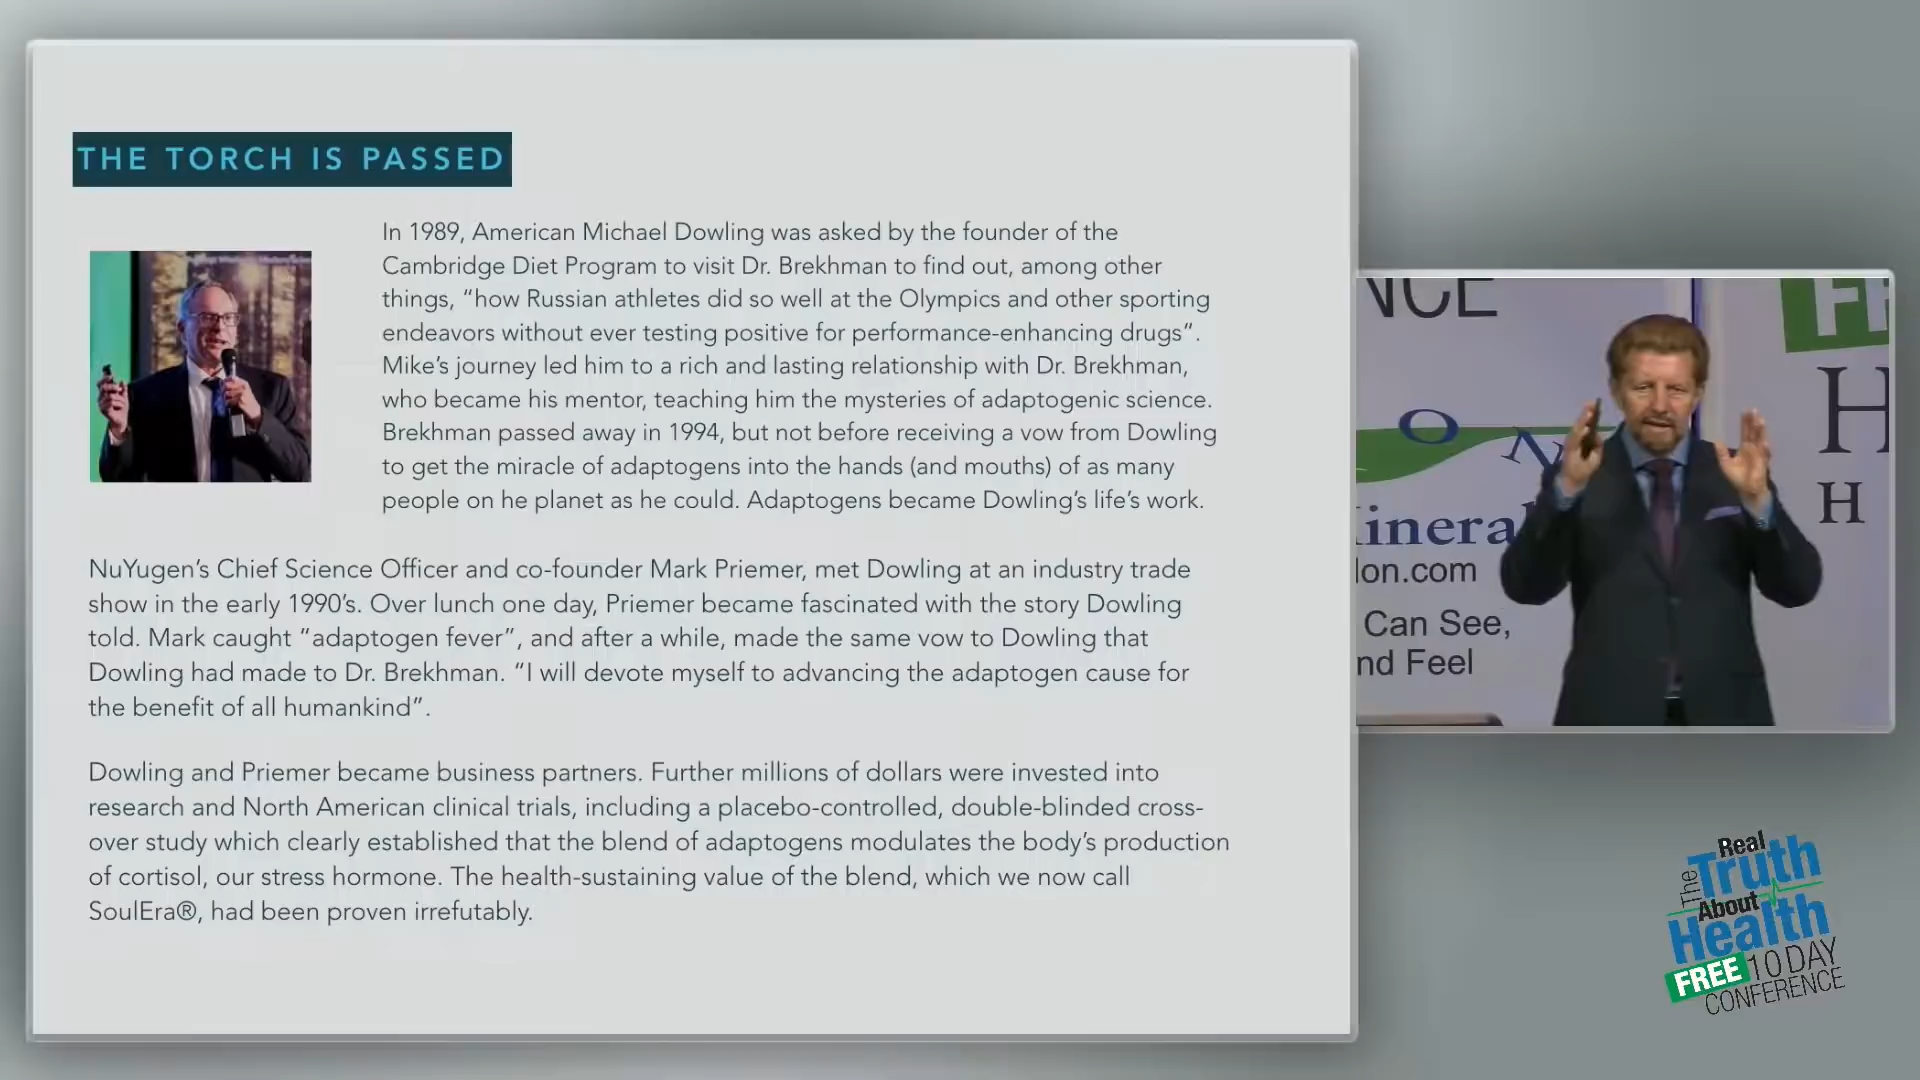 THE TORCH IS PASSED
In 1989, American Michael Dowling was asked by the founder of the
Cambridge Diet Program to visit Dr. Brekhman to find out, among other
things, “how Russian athletes did so well at the Olympics and other sporting
endeavors without ever testing positive for performance-enhancing drugs”.
Mike’s journey led him to a rich and lasting relationship with Dr. Brekhman,
who became his mentor, teaching him the mysteries of adaptogenic science.
Brekhman passed away in 1994, but not before receiving a vow from Dowling
to get the miracle of adaptogens into the hands (and mouths) of as many
people on he planet as he could. Adaptogens became Dowling’s life’s work.
NuYugen’s Chief Science Officer and co-founder Mark Priemer, met Dowling at an industry trade
show in the early 1990’s. Over lunch one day, Priemer became fascinated with the story Dowling
told. Mark caught “adaptogen fever”, and after a while, made the same vow to Dowling that
Dowling had made to Dr. Brekhman. “I will devote myself to advancing the adaptogen cause for
the benefit of all humankind”.
Dowling and Priemer became business partners. Further millions of dollars were invested into
research and North American clinical trials, including a placebo-controlled, double-blinded cross-
over study which clearly established that the blend of adaptogens modulates the body’s production
of cortisol, our stress hormone. The health-sustaining value of the blend, which we now call
SoulEra®, had been proven irrefutably.
NCE
FR
O N
H
H
inera
lon.com
Can See,
nd Feel
The Real
Truth
About
Health
FREE 10 DAY
CONFERENCE